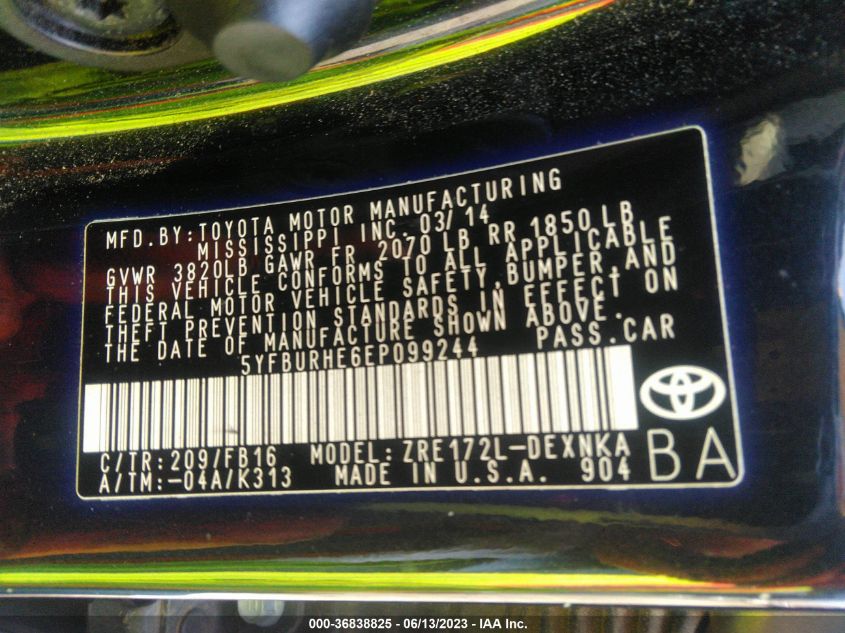 MFD.BY:TOYOTA MOTOR MANUFACTURING
MISSISSIPPI INC. 03/14
GVWR 3820LB GAWR FR 2070 LB RR 1850 LB
THIS VEHICLE CONFORMS TO ALL APPLICABLE
FEDERAL MOTOR VEHICLE SAFETY,BUMPER,AND
THEFT PREVENTION STANDARDS IN EFFECT ON
THE DATE OF MANUFACTURE SHOWN ABOVE.
5YFBURHE6EP099244 PASS.CAR
C/TR:209/FB16 MODEL:ZRE172L-DEXNKA
A/TM:-04A/K313 MADE IN U.S.A. 904
BA
000-36838825 - 06/13/2023 - IAA Inc.